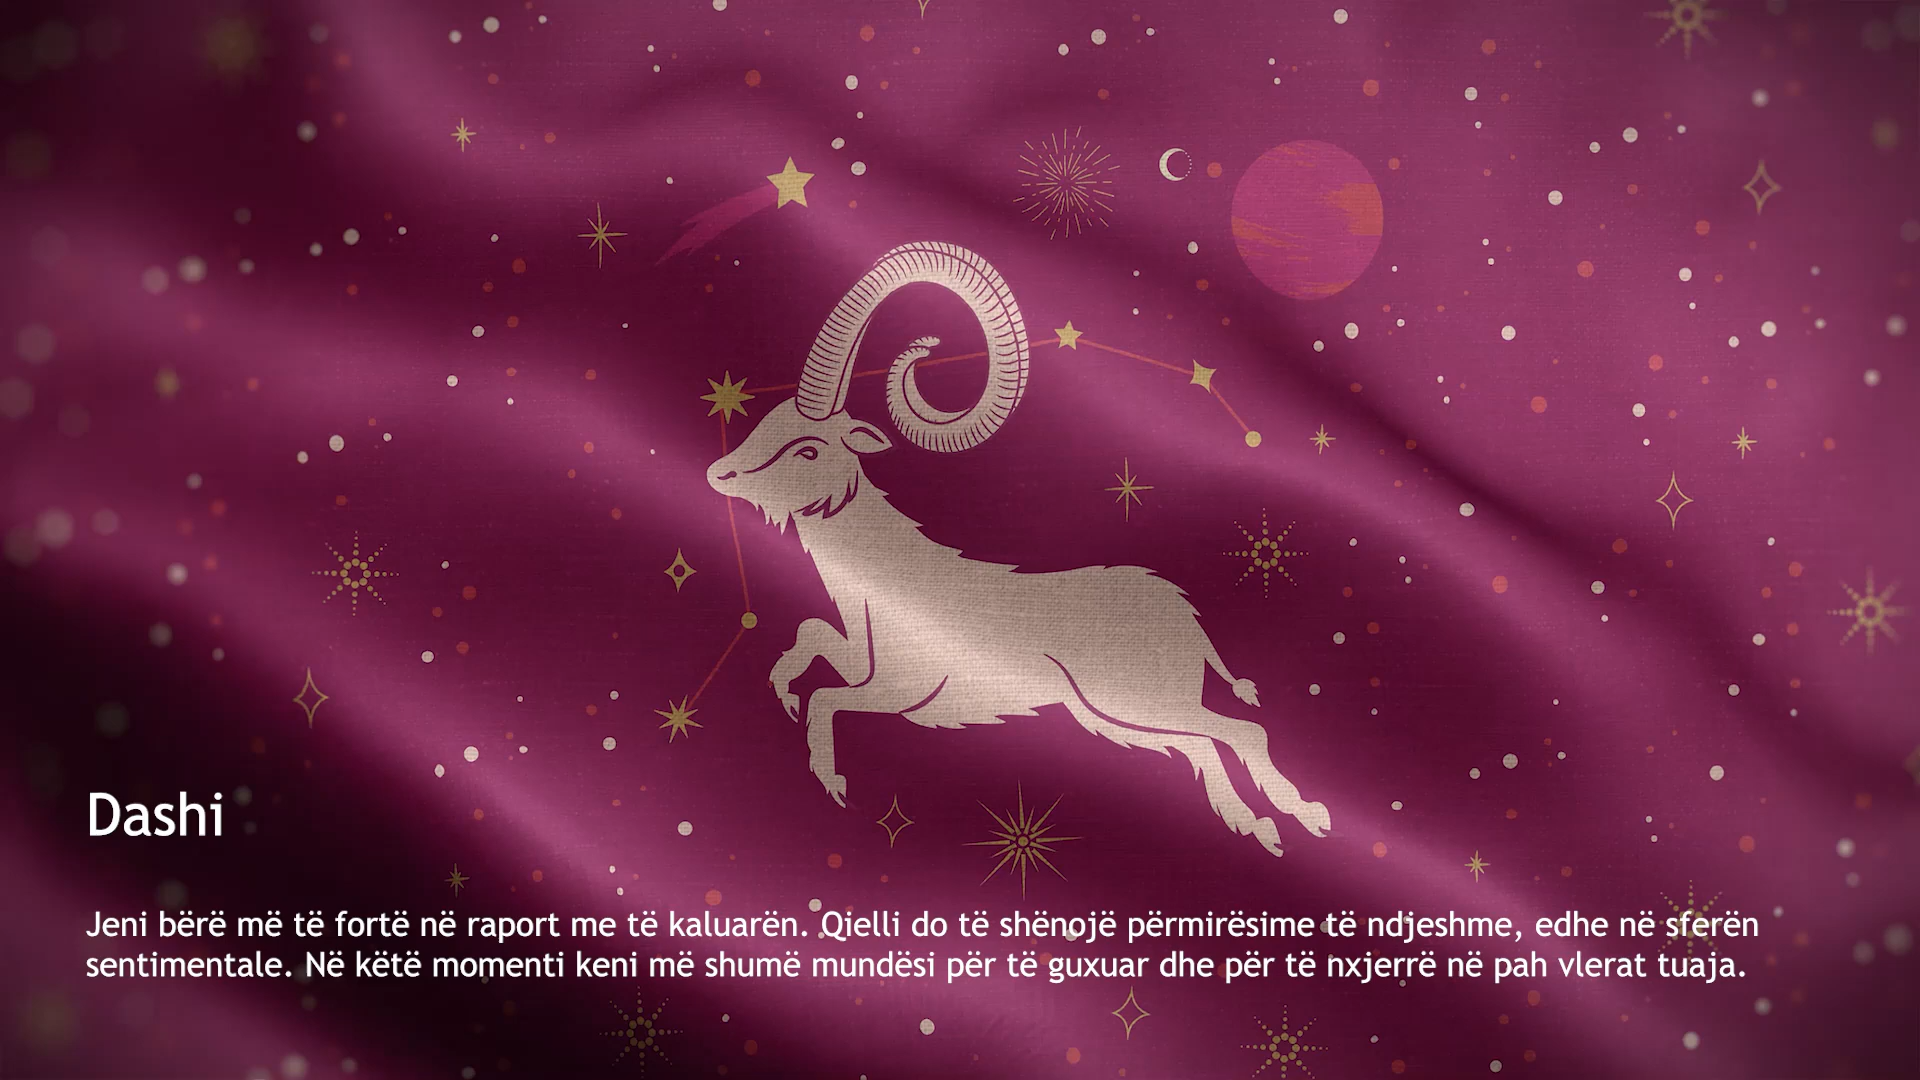 Dashi
Jeni bërë më të fortë në raport me të kaluarën. Qielli do të shënojë përmirësime të ndjeshme, edhe në sferën
sentimentale. Në këtë momenti keni më shumë mundësi për të guxuar dhe për të nxjerrë në pah vlerat tuaja.